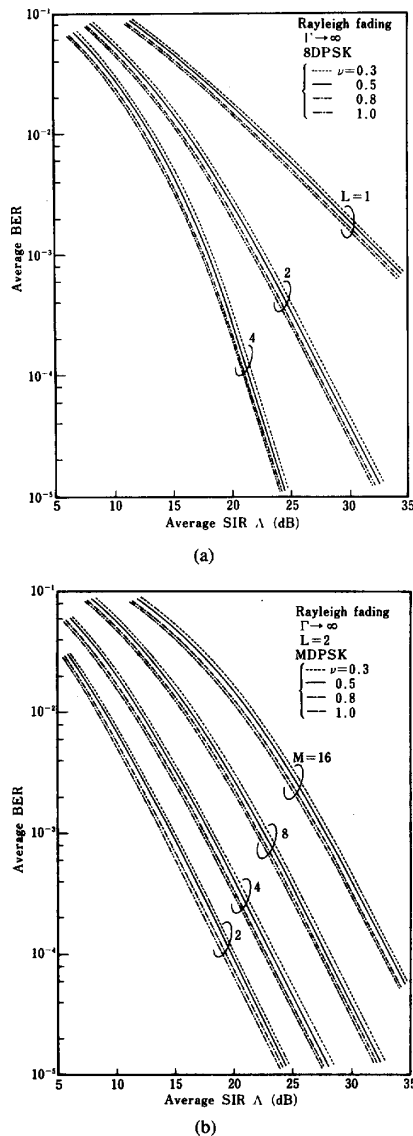 Rayleigh fading
Γ→∞
8DPSK
ν=0.3
0.5
0.8
1.0
L=1
2
4
Average BER
10⁻¹
10⁻²
10⁻³
10⁻⁴
10⁻⁵
5 10 15 20 25 30 35
Average SIR Λ (dB)
(a)
Rayleigh fading
Γ→∞
L=2
MDPSK
ν=0.3
0.5
0.8
1.0
M=16
8
4
2
Average BER
10⁻¹
10⁻²
10⁻³
10⁻⁴
10⁻⁵
5 10 15 20 25 30 35
Average SIR Λ (dB)
(b)